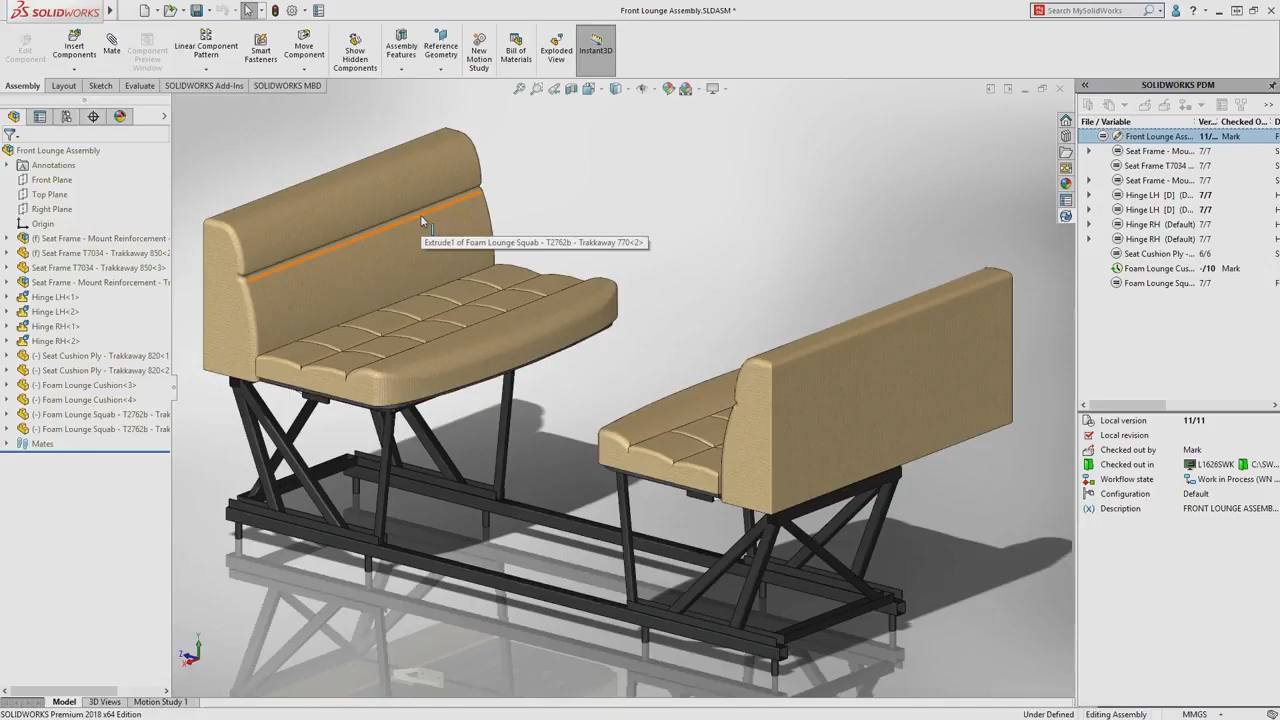 SOLIDWORKS
Front Lounge Assembly.SLDASM *
Search MySolidWorks
Edit Component
Insert Components
Mate
Component Preview Window
Linear Component Pattern
Smart Fasteners
Move Component
Show Hidden Components
Assembly Features
Reference Geometry
New Motion Study
Bill of Materials
Exploded View
Instant3D
Assembly
Layout
Sketch
Evaluate
SOLIDWORKS Add-Ins
SOLIDWORKS MBD
Front Lounge Assembly
Annotations
Front Plane
Top Plane
Right Plane
Origin
(f) Seat Frame - Mount Reinforcement
(f) Seat Frame T7034 - Trakkaway 850<2>
Seat Frame T7034 - Trakkaway 850<3>
Seat Frame - Mount Reinforcement - Tr
Hinge LH<1>
Hinge LH<2>
Hinge RH<1>
Hinge RH<2>
(-) Seat Cushion Ply - Trakkaway 820<1
(-) Seat Cushion Ply - Trakkaway 820<2
(-) Foam Lounge Cushion<3>
(-) Foam Lounge Cushion<4>
(-) Foam Lounge Squab - T2762b - Trak
(-) Foam Lounge Squab - T2762b - Trak
Mates
Extrude1 of Foam Lounge Squab - T2762b - Trakkaway 770<2>
SOLIDWORKS PDM
File / Variable Ver... Checked O... D
Front Lounge Ass... 11/... Mark F
Seat Frame - Mou... 7/7 F
Seat Frame T7034 7/7 F
Seat Frame - Mou... 7/7 F
Hinge LH [D] (D... 7/7 F
Hinge LH [D] (D... 7/7 F
Hinge RH (Default) 7/7 F
Hinge RH (Default) 7/7 F
Seat Cushion Ply ... 6/6 F
Foam Lounge Cus... -/10 Mark F
Foam Lounge Squ... 7/7 F
Local version 11/11
Local revision
Checked out by Mark
Checked out in L1626SWK C:\SW...
Workflow state Work in Process (WN ...
Configuration Default
Description FRONT LOUNGE ASSEMB...
Y
Z
X
Model
3D Views
Motion Study 1
SOLIDWORKS Premium 2018 x64 Edition
Under Defined
Editing Assembly
MMGS